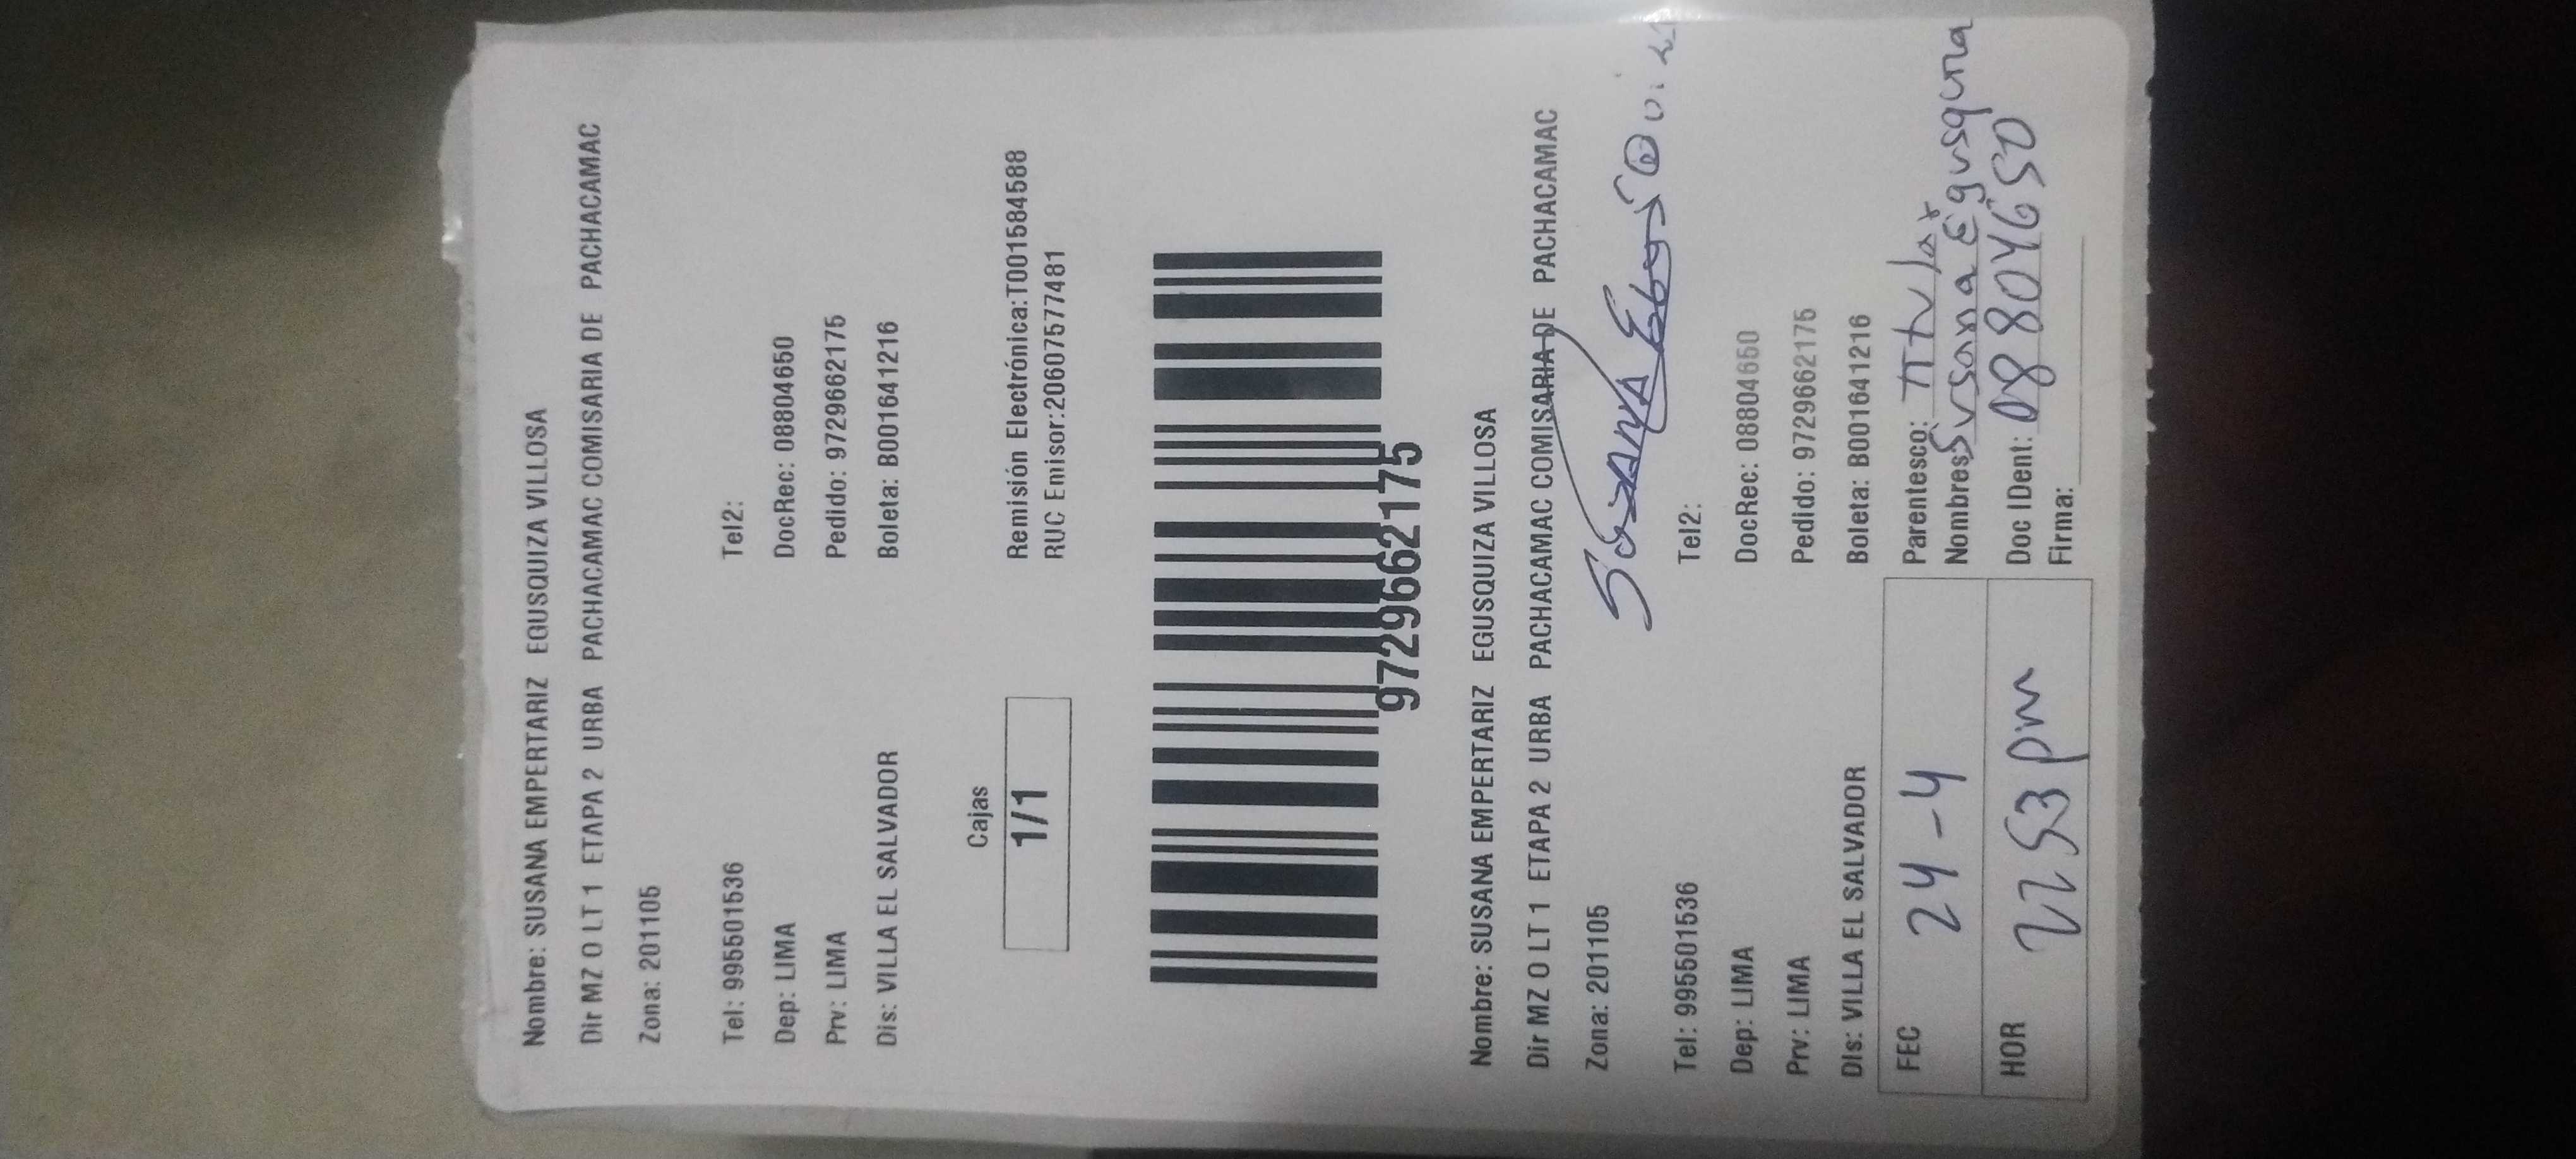 Nombre: SUSANA EMPERTARIZ EGUSQUIZA VILLOSA
Dir MZ O LT 1 ETAPA 2 URBA PACHACAMAC COMISARIA DE PACHACAMAC
Zona: 201105
Tel: 995501536 Tel2:
Dep: LIMA DocRec: 08804650
Prv: LIMA Pedido: 97296662175
Dis: VILLA EL SALVADOR Boleta: B001641216
Cajas
1/1
Remisión Electrónica:T001584588
RUC Emisor:20607577481
97296662175
Nombre: SUSANA EMPERTARIZ EGUSQUIZA VILLOSA
Dir MZ O LT 1 ETAPA 2 URBA PACHACAMAC COMISARIA DE PACHACAMAC
Zona: 201105
Tel: 995501536 Tel2:
Dep: LIMA DocRec: 08804650
Prv: LIMA Pedido: 97296662175
DIs: VILLA EL SALVADOR Boleta: B001641216
FEC 24-4 Parentesco: Titular
Nombres: Susana Egusquna
HOR 2253 pm Doc IDent: 08804650
Firma: